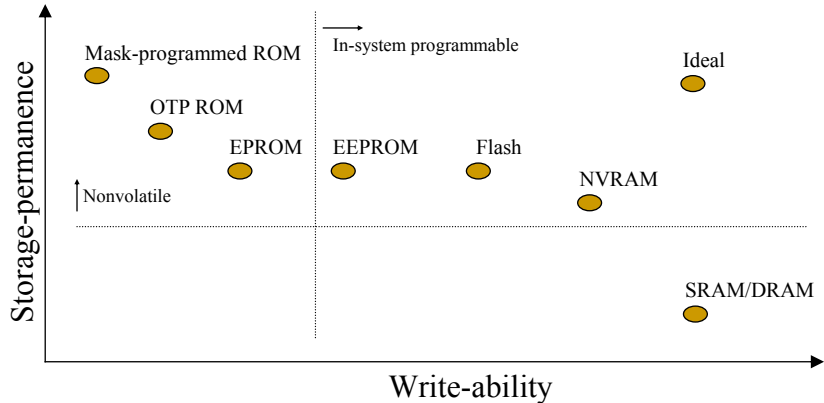 In-system programmable
Mask-programmed ROM
Ideal
OTP ROM
EPROM
EEPROM
Flash
NVRAM
Nonvolatile
SRAM/DRAM
Storage-permanence
Write-ability